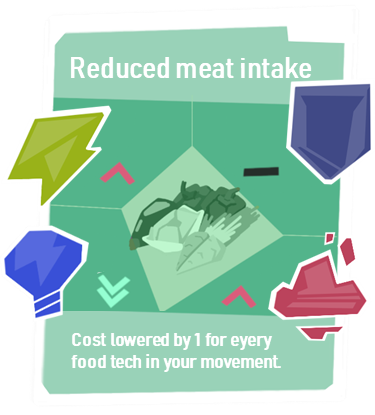 Reduced meat intake
Cost lowered by 1 for every
food tech in your movement.